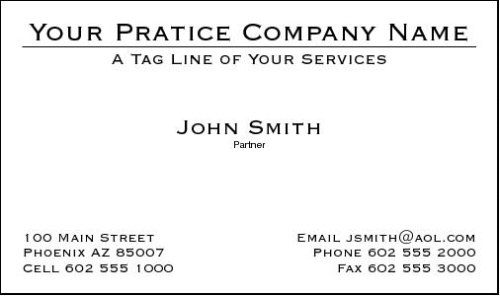 Your Pratice Company Name
A Tag Line of Your Services
John Smith
Partner
100 Main Street
Phoenix AZ 85007
Cell 602 555 1000
Email jsmith@aol.com
Phone 602 555 2000
Fax 602 555 3000